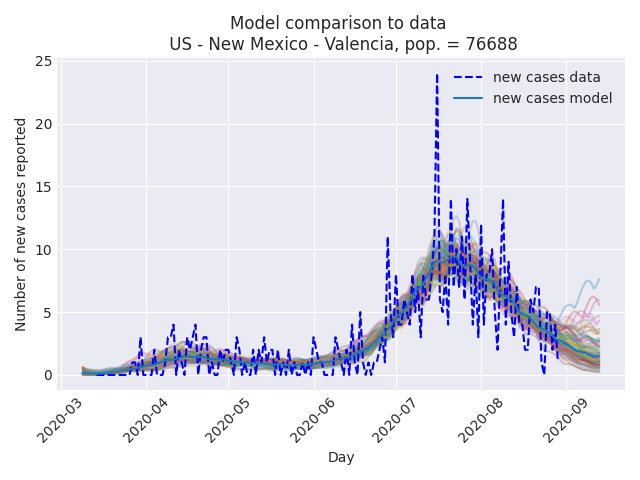 Model comparison to data
US - New Mexico - Valencia, pop. = 76688
new cases data
new cases model
Number of new cases reported
25
20
15
10
5
0
2020-03
2020-04
2020-05
2020-06
2020-07
2020-08
2020-09
Day